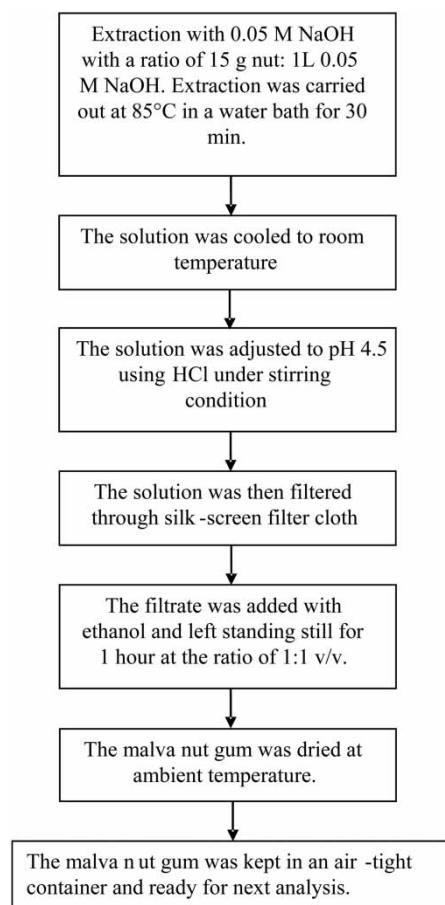 Extraction with 0.05 M NaOH
with a ratio of 15 g nut: 1L 0.05
M NaOH. Extraction was carried
out at 85°C in a water bath for 30
min.
The solution was cooled to room
temperature
The solution was adjusted to pH 4.5
using HCl under stirring
condition
The solution was then filtered
through silk-screen filter cloth
The filtrate was added with
ethanol and left standing still for
1 hour at the ratio of 1:1 v/v.
The malva nut gum was dried at
ambient temperature.
The malva nut gum was kept in an air-tight
container and ready for next analysis.